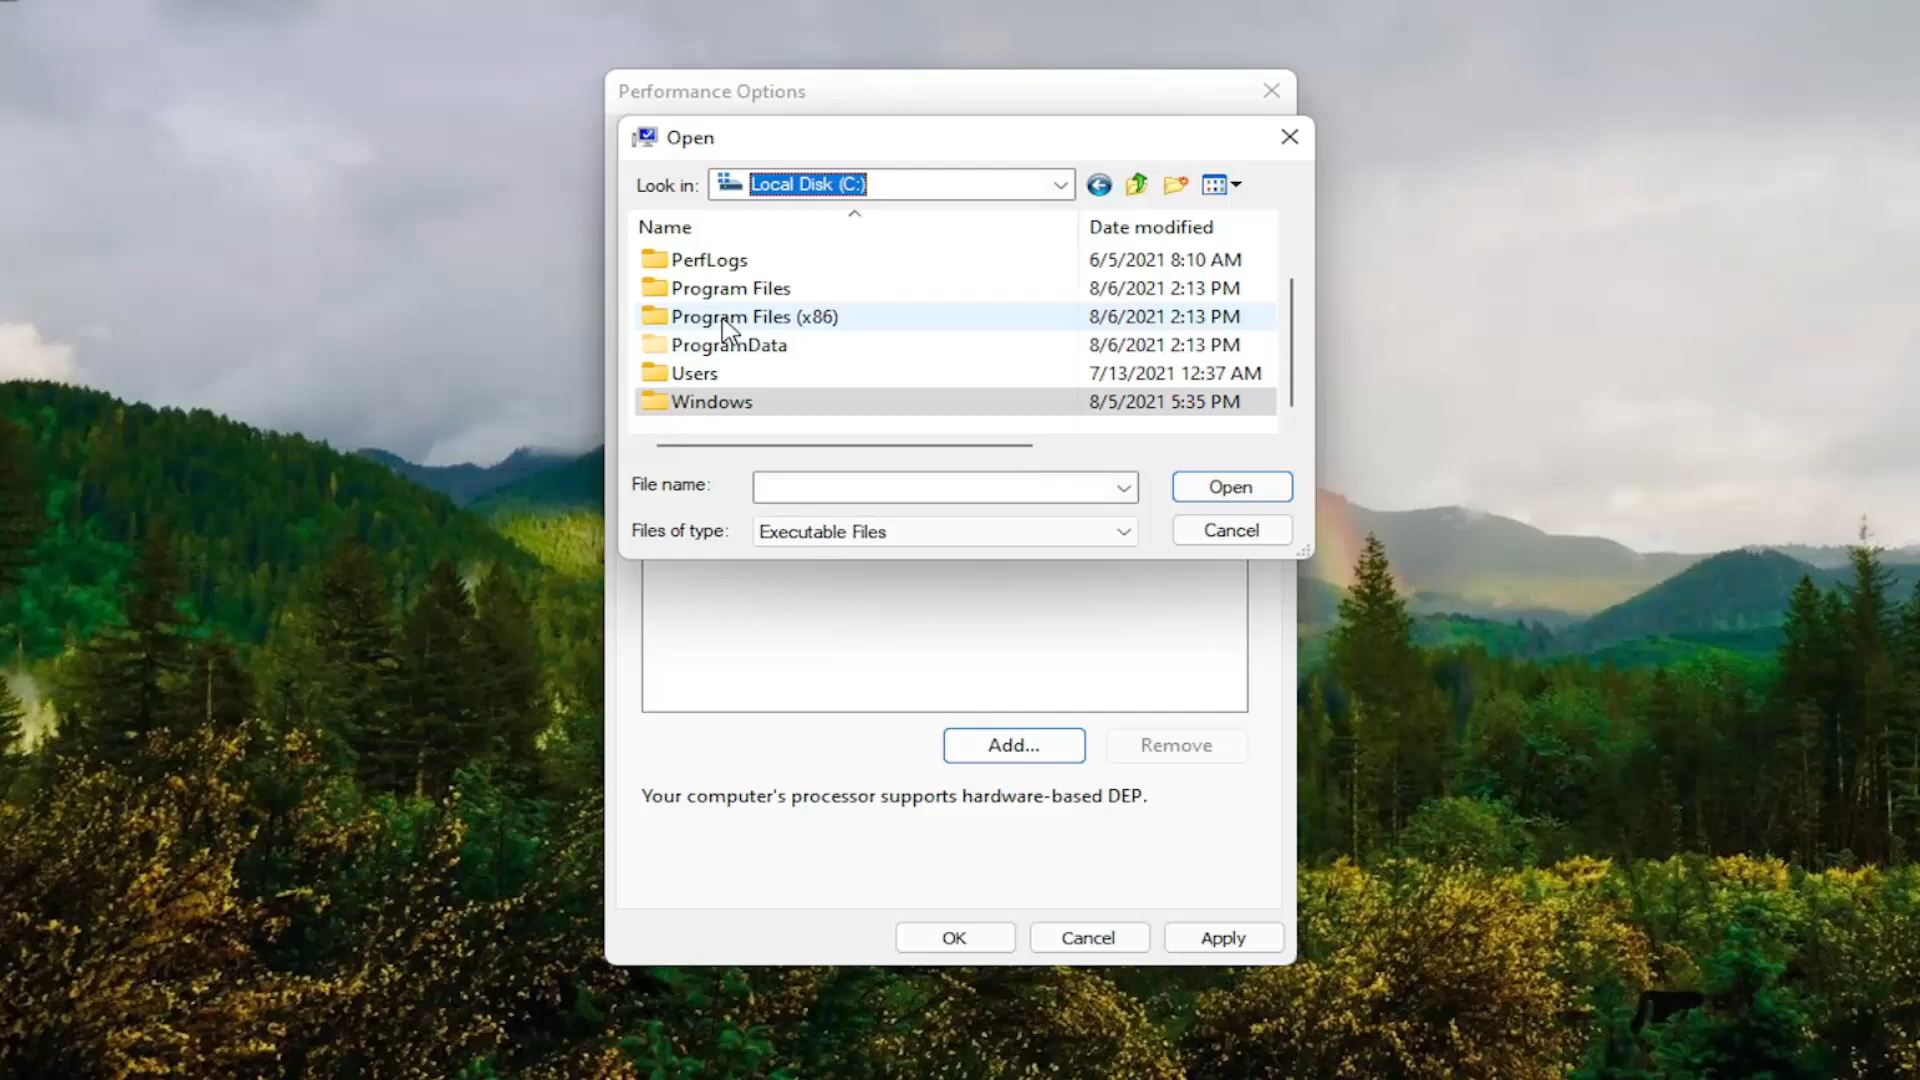 Performance Options
Open
Look in: Local Disk (C:)
Name Date modified
PerfLogs 6/5/2021 8:10 AM
Program Files 8/6/2021 2:13 PM
Program Files (x86) 8/6/2021 2:13 PM
ProgramData 8/6/2021 2:13 PM
Users 7/13/2021 12:37 AM
Windows 8/5/2021 5:35 PM
File name: Open
Files of type: Executable Files Cancel
Add... Remove
Your computer's processor supports hardware-based DEP.
OK Cancel Apply